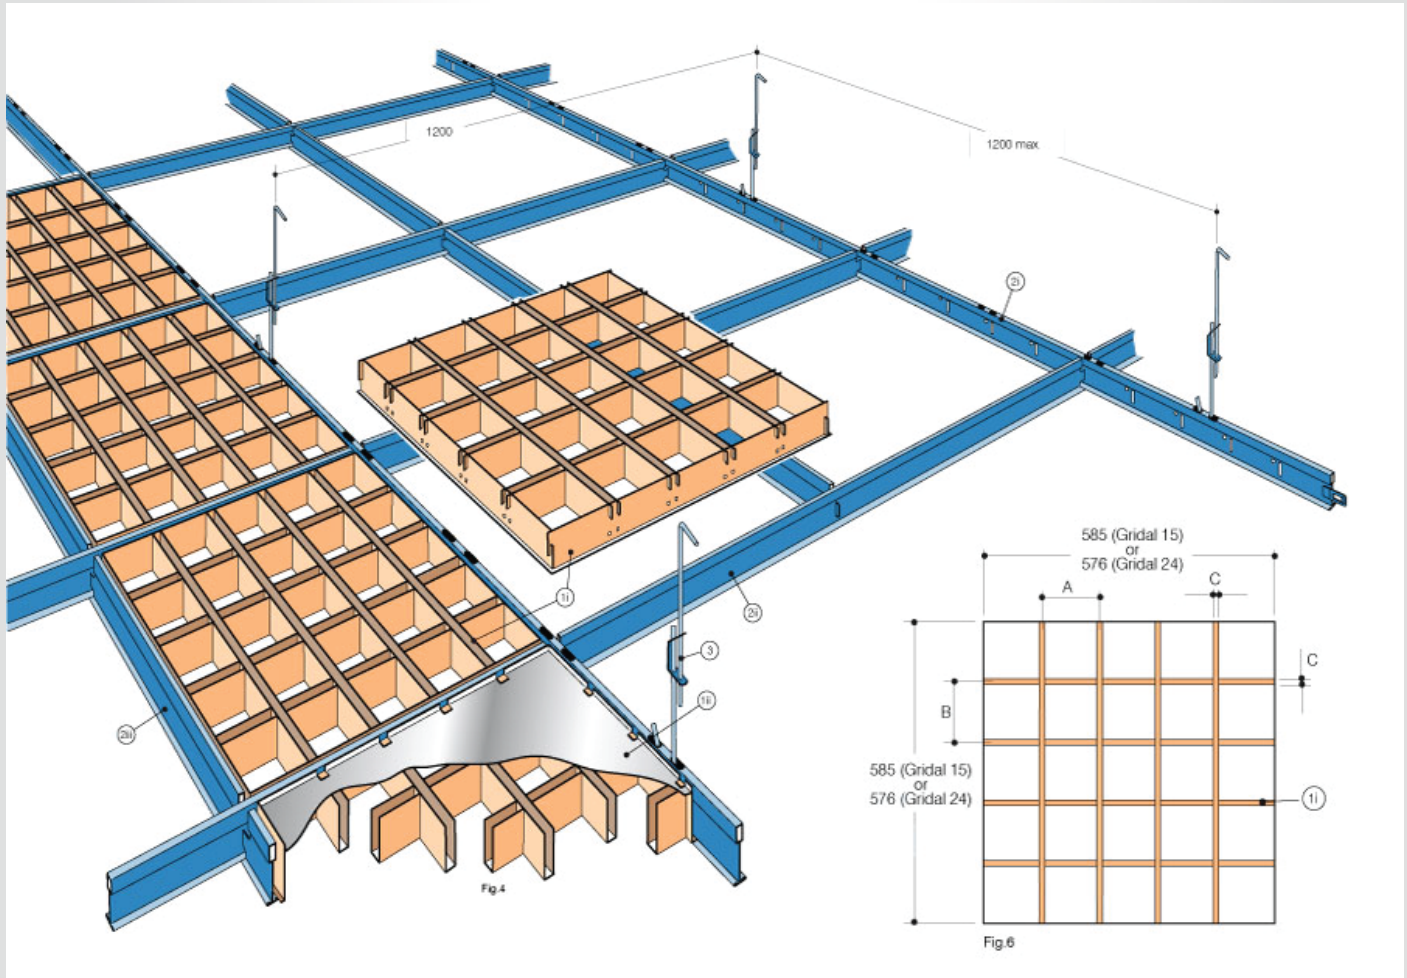 1200
1200 max
2i
1i
2ii
3
1ii
2iii
Fig.4
585 (Gridal 15)
or
576 (Gridal 24)
A
C
C
B
585 (Gridal 15)
or
576 (Gridal 24)
1i
Fig.6